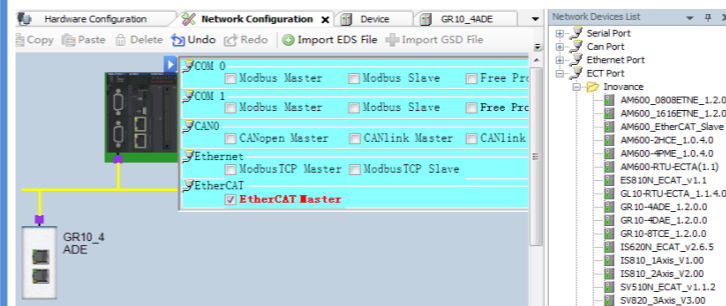 Hardware Configuration
Network Configuration
Device
GR10_4ADE
Copy Paste Delete Undo Redo Import EDS File Import GSD File
COM 0
Modbus Master Modbus Slave Free Pro
COM 1
Modbus Master Modbus Slave Free Pro
CAN0
CANopen Master CANlink Master CANlink
Ethernet
ModbusTCP Master ModbusTCP Slave
EtherCAT
EtherCAT Master
GR10_4
ADE
Network Devices List
Serial Port
Can Port
Ethernet Port
ECT Port
Inovance
AM600_0808ETNE_1.2.0
AM600_1616ETNE_1.2.0
AM600_EtherCAT_Slave
AM600-2HCE_1.0.4.0
AM600-4PME_1.0.4.0
AM600-RTU-ECTA(1.1)
ES810N_ECAT_v1.1
GL10-RTU-ECTA_1.1.4.0
GR10-4ADE_1.2.0.0
GR10-4DAE_1.2.0.0
GR10-8TCE_1.2.0.0
IS620N_ECAT_v2.6.5
IS810_1Axis_V1.00
IS810_2Axis_V2.00
SV510N_ECAT_v1.1.2
SV820_3Axis_V3.00